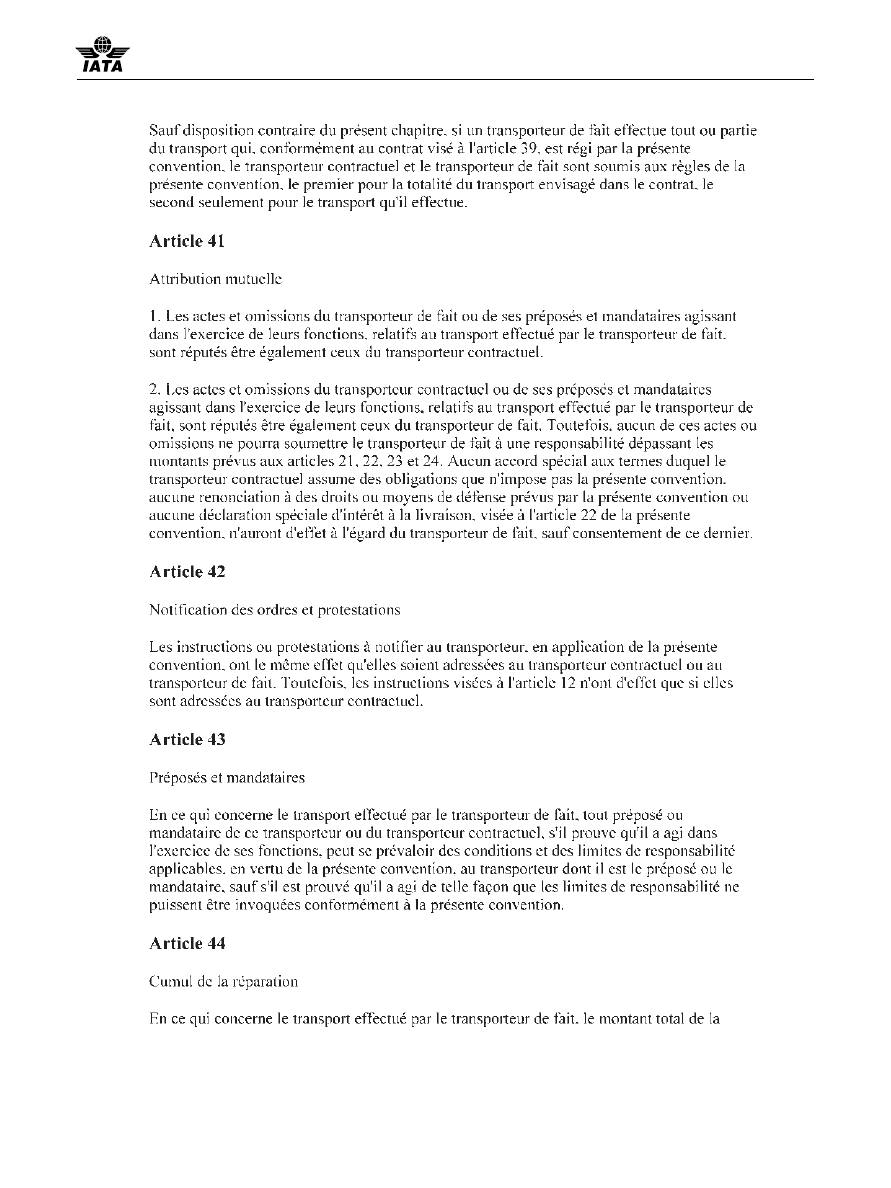 IATA
Sauf disposition contraire du présent chapitre, si un transporteur de fait effectue tout ou partie
du transport qui, conformément au contrat visé à l'article 39, est régi par la présente
convention, le transporteur contractuel et le transporteur de fait sont soumis aux règles de la
présente convention, le premier pour la totalité du transport envisagé dans le contrat, le
second seulement pour le transport qu'il effectue.
Article 41
Attribution mutuelle
1. Les actes et omissions du transporteur de fait ou de ses préposés et mandataires agissant
dans l'exercice de leurs fonctions, relatifs au transport effectué par le transporteur de fait,
sont réputés être également ceux du transporteur contractuel.
2. Les actes et omissions du transporteur contractuel ou de ses préposés et mandataires
agissant dans l'exercice de leurs fonctions, relatifs au transport effectué par le transporteur de
fait, sont réputés être également ceux du transporteur de fait. Toutefois, aucun de ces actes ou
omissions ne pourra soumettre le transporteur de fait à une responsabilité dépassant les
montants prévus aux articles 21, 22, 23 et 24. Aucun accord spécial aux termes duquel le
transporteur contractuel assume des obligations que n'impose pas la présente convention,
aucune renonciation à des droits ou moyens de défense prévus par la présente convention ou
aucune déclaration spéciale d'intérêt à la livraison, visée à l'article 22 de la présente
convention, n'auront d'effet à l'égard du transporteur de fait, sauf consentement de ce dernier.
Article 42
Notification des ordres et protestations
Les instructions ou protestations à notifier au transporteur, en application de la présente
convention, ont le même effet qu'elles soient adressées au transporteur contractuel ou au
transporteur de fait. Toutefois, les instructions visées à l'article 12 n'ont d'effet que si elles
sont adressées au transporteur contractuel.
Article 43
Préposés et mandataires
En ce qui concerne le transport effectué par le transporteur de fait, tout préposé ou
mandataire de ce transporteur ou du transporteur contractuel, s'il prouve qu'il a agi dans
l'exercice de ses fonctions, peut se prévaloir des conditions et des limites de responsabilité
applicables, en vertu de la présente convention, au transporteur dont il est le préposé ou le
mandataire, sauf s'il est prouvé qu'il a agi de telle façon que les limites de responsabilité ne
puissent être invoquées conformément à la présente convention.
Article 44
Cumul de la réparation
En ce qui concerne le transport effectué par le transporteur de fait, le montant total de la